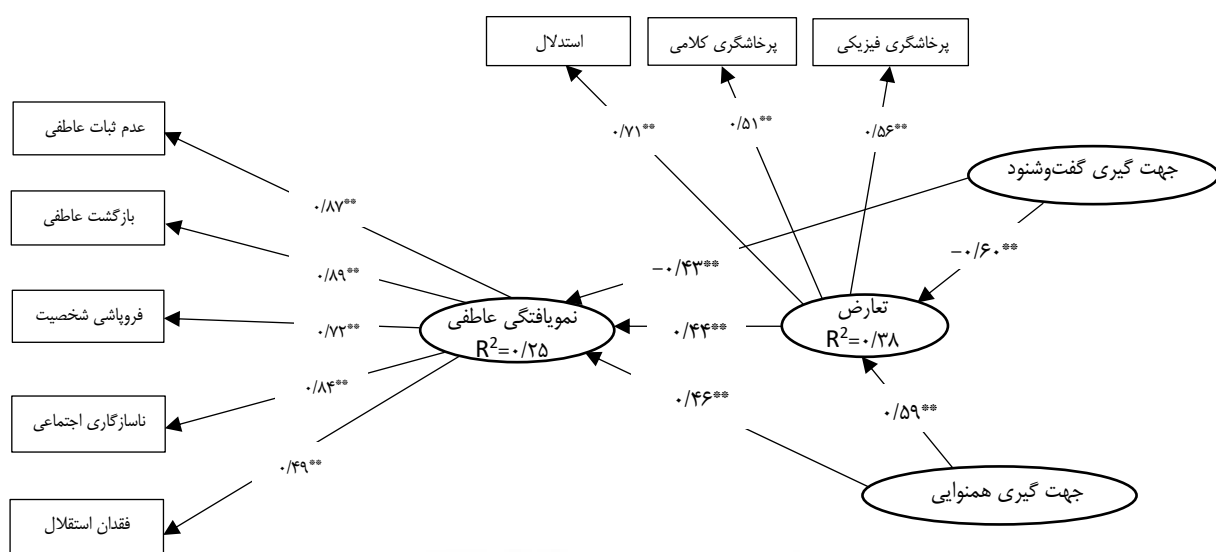 استدلال
پرخاشگری کلامی
پرخاشگری فیزیکی
عدم ثبات عاطفی
بازگشت عاطفی
فروپاشی شخصیت
ناسازگاری اجتماعی
فقدان استقلال
۰/۷۱**
۰/۵۱**
۰/۵۶**
۰/۸۷**
۰/۸۹**
۰/۷۲**
۰/۸۴**
۰/۴۹**
جهت گیری گفت‌وشنود
−۰/۶۰**
−۰/۴۳**
تعارض
R²=۰/۳۸
۰/۴۴**
نمویافتگی عاطفی
R²=۰/۲۵
۰/۴۶**
۰/۵۹**
جهت گیری همنوایی